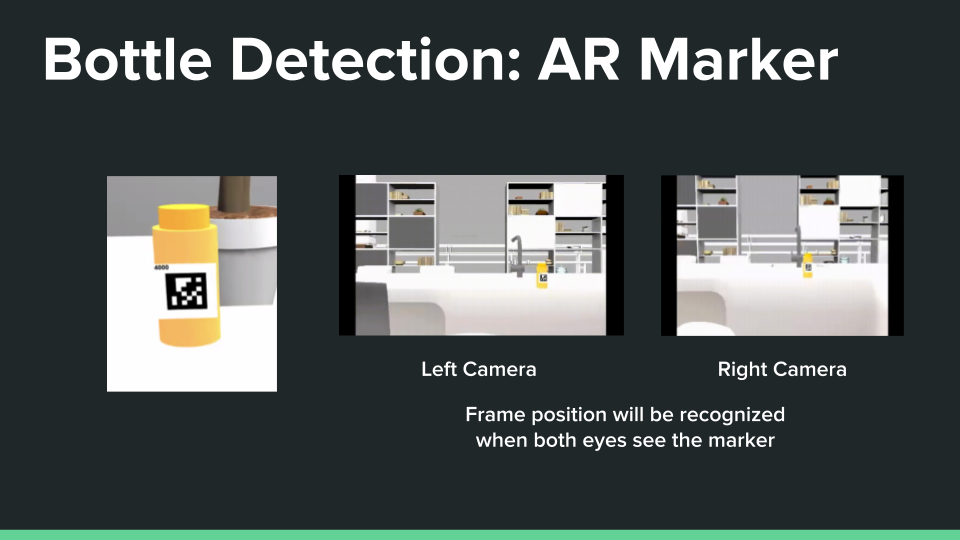 Bottle Detection: AR Marker
4000
Left Camera
Right Camera
Frame position will be recognized
when both eyes see the marker